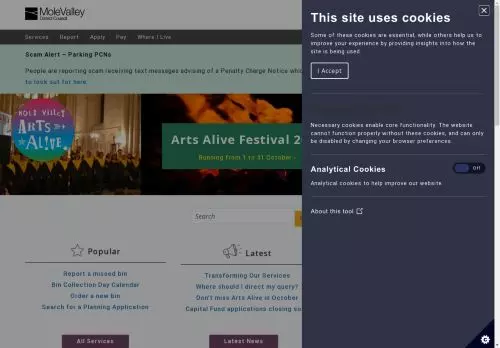 MoleValley
District Council
Services Report Apply Pay Where I Live
Scam Alert – Parking PCNs
People are reporting scam receiving text messages advising of a Penalty Charge Notice
to look out for here
MOLE VALLEY
ARTS
ALIVE
Arts Alive Festival 2
Running from 1 to 31 October
Search
Popular
Report a missed bin
Bin Collection Day Calendar
Order a new bin
Search for a Planning Application
All Services
Latest
Transforming Our Services
Where should I direct my query?
Don't miss Arts Alive in October
Capital Fund applications closing
Latest News
This site uses cookies
Some of these cookies are essential, while others help us to
improve your experience by providing insights into how the
site is being used.
I Accept
Necessary cookies enable core functionality. The website
cannot function properly without these cookies, and can only
be disabled by changing your browser preferences.
Analytical Cookies
Off
Analytical cookies to help improve our website.
About this tool